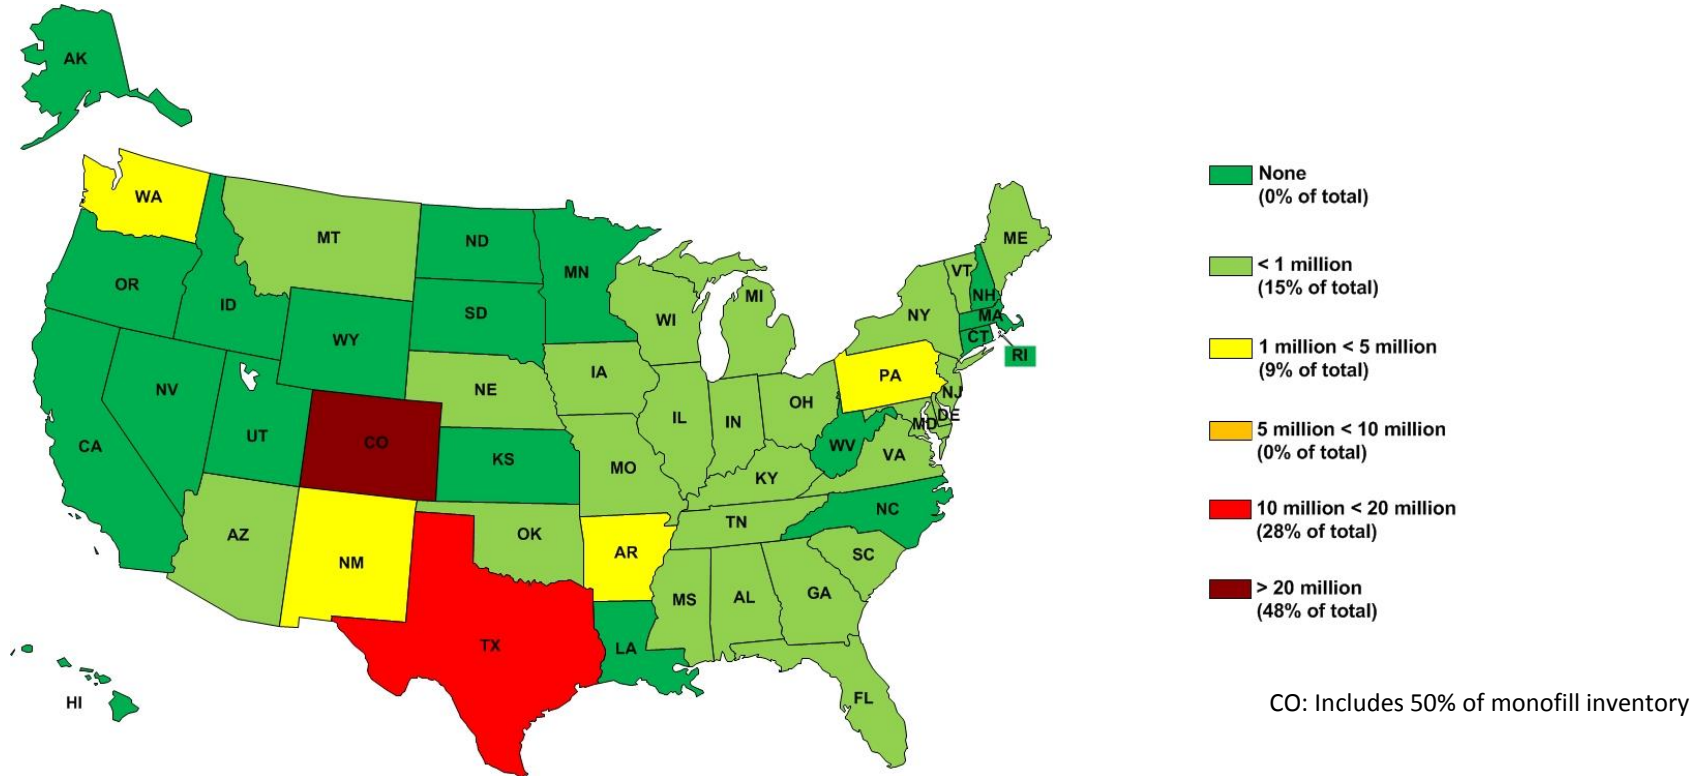 AK
WA
MT
ND
MN
OR
ID
SD
WY
WI
MI
NY
VT
ME
NH
MA
CT
RI
NV
CA
UT
CO
NE
IA
KS
MO
IL
IN
OH
PA
NJ
DE
MD
WV
VA
KY
NC
TN
SC
AZ
NM
OK
AR
TX
LA
MS
AL
GA
FL
HI
None
(0% of total)
< 1 million
(15% of total)
1 million < 5 million
(9% of total)
5 million < 10 million
(0% of total)
10 million < 20 million
(28% of total)
> 20 million
(48% of total)
CO: Includes 50% of monofill inventory